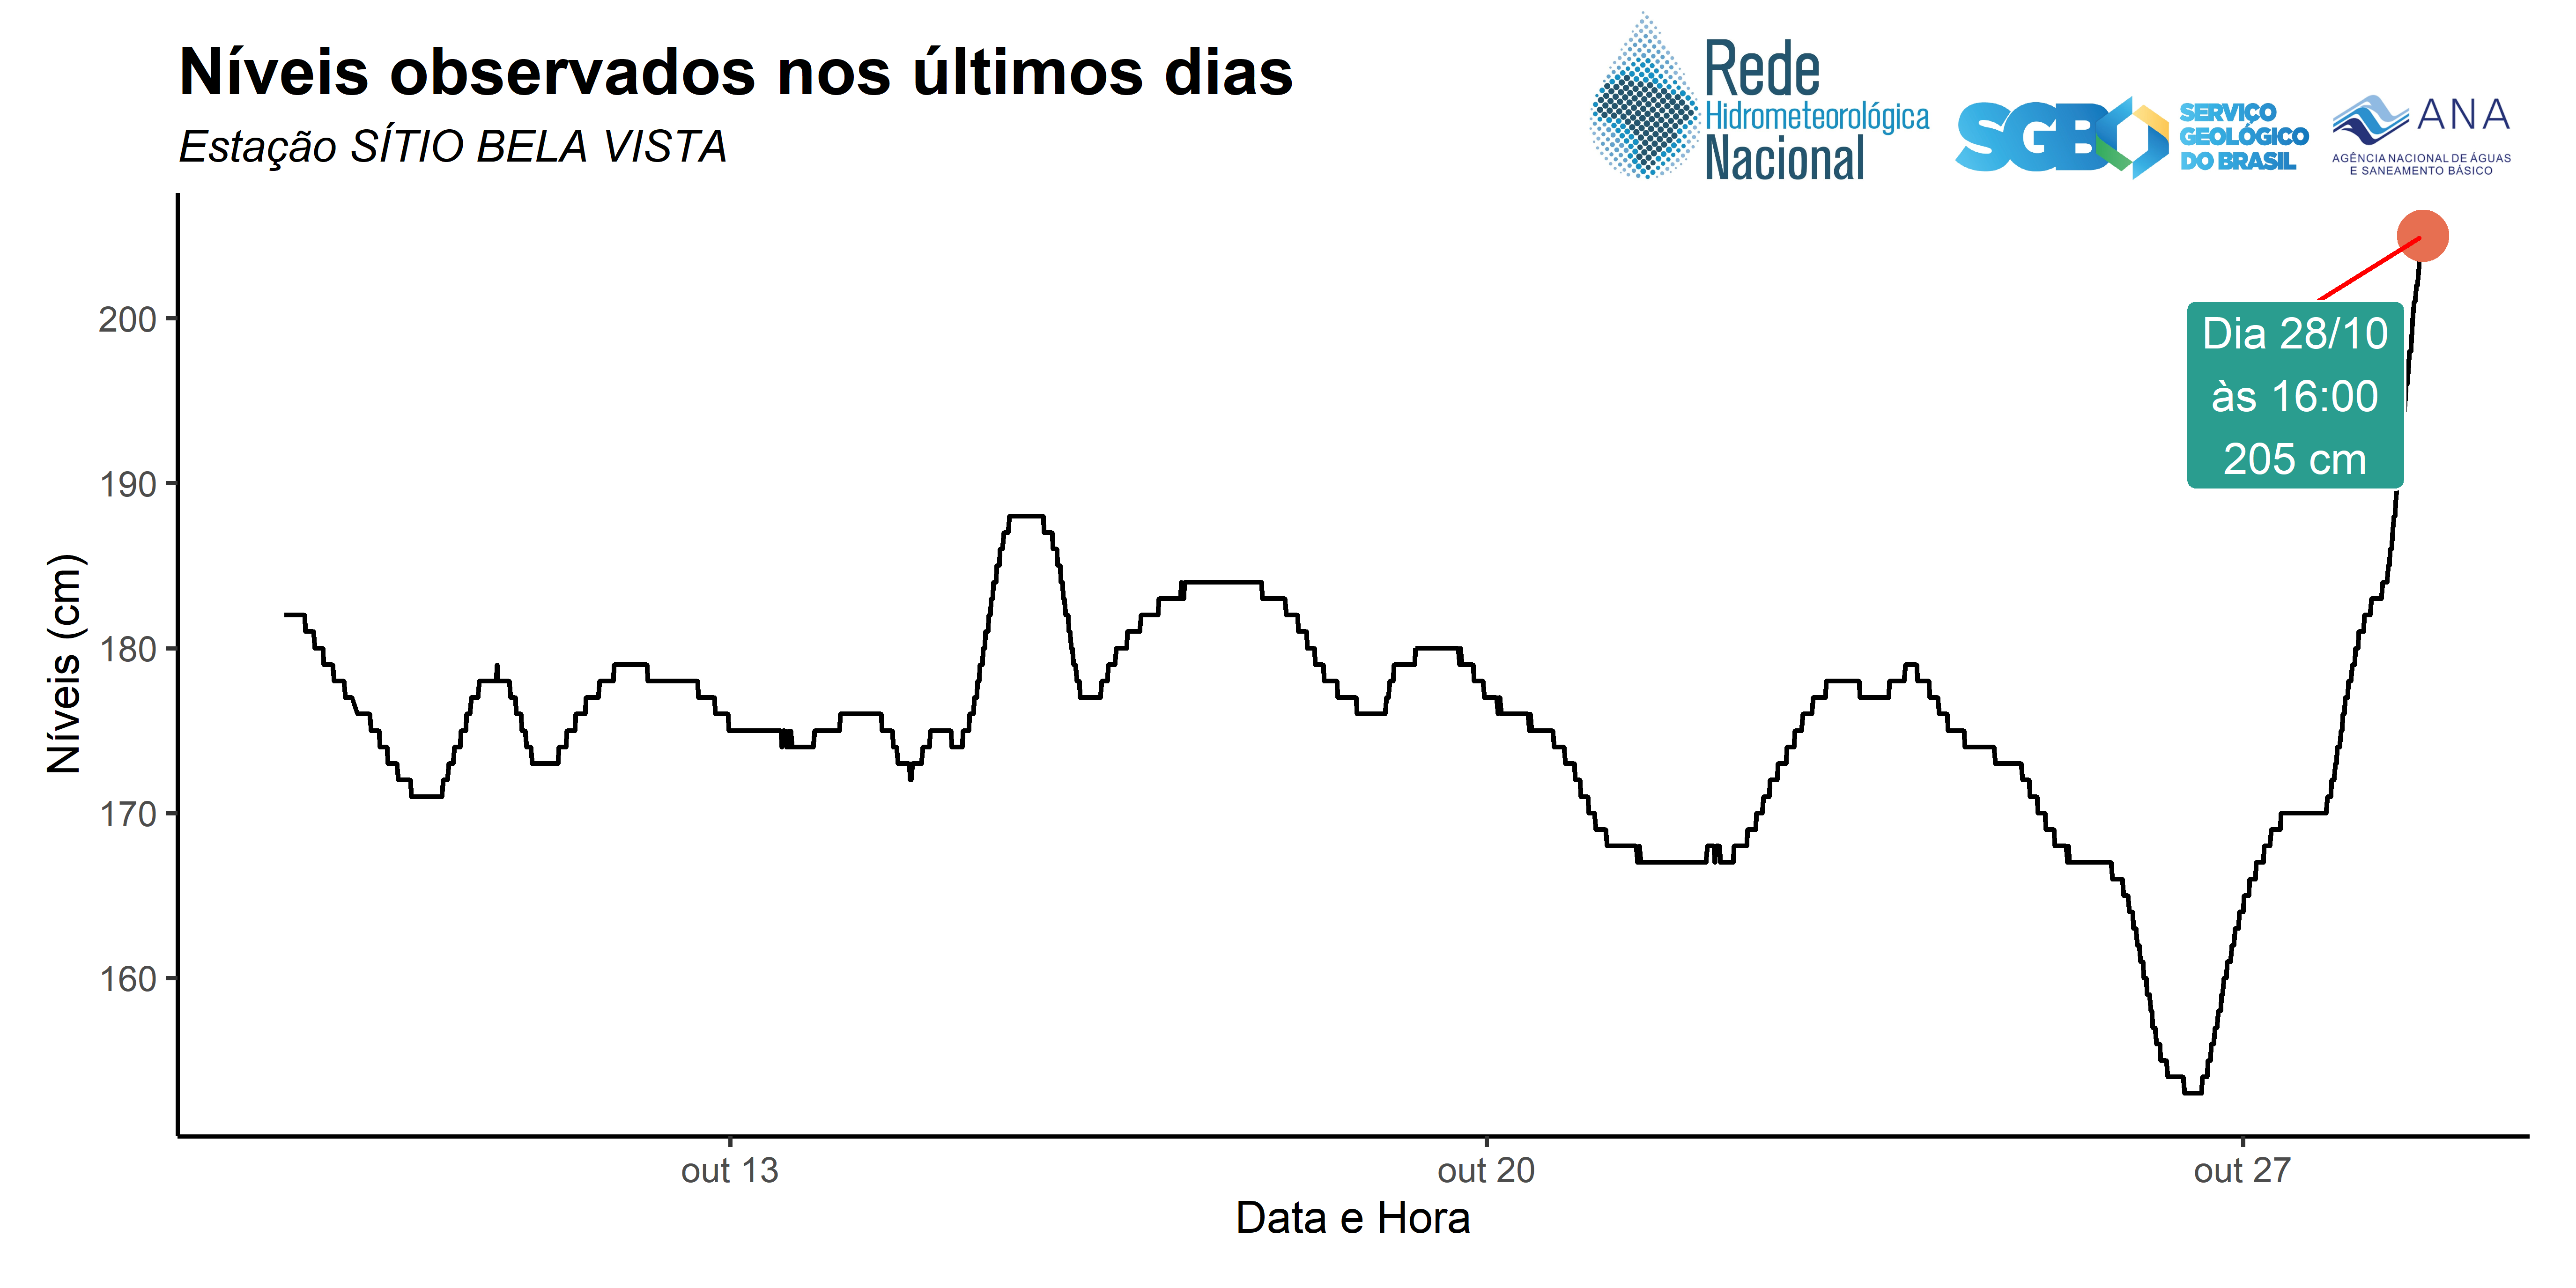 Níveis observados nos últimos dias
Estação SÍTIO BELA VISTA
Rede
Hidrometeorológica
Nacional
SGB
SERVIÇO
GEOLÓGICO
DO BRASIL
ANA
AGÊNCIA NACIONAL DE ÁGUAS
E SANEAMENTO BÁSICO
Níveis (cm)
200
190
180
170
160
Dia 28/10
às 16:00
205 cm
out 13
out 20
out 27
Data e Hora